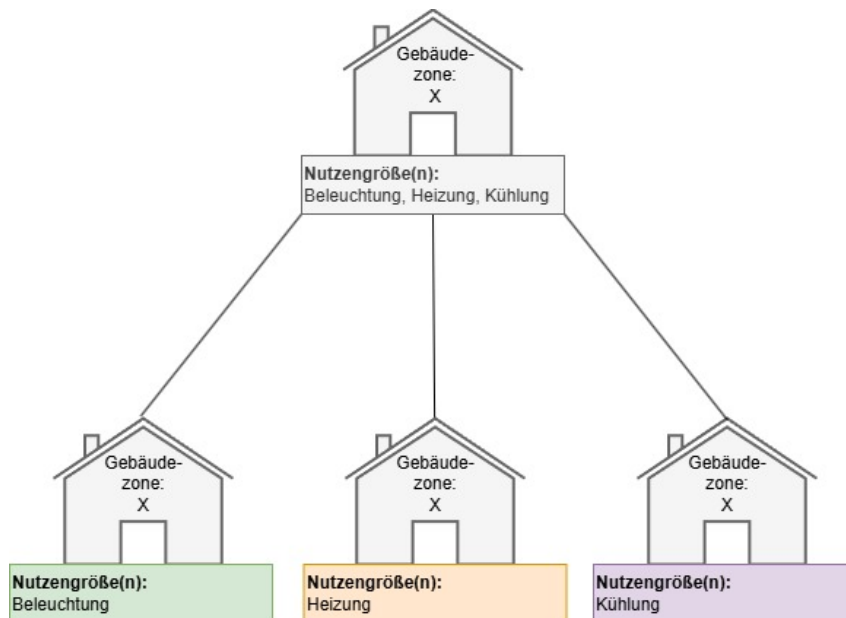 Gebäude-
zone:
X
Nutzengröße(n):
Beleuchtung, Heizung, Kühlung
Gebäude-
zone:
X
Nutzengröße(n):
Beleuchtung
Gebäude-
zone:
X
Nutzengröße(n):
Heizung
Gebäude-
zone:
X
Nutzengröße(n):
Kühlung